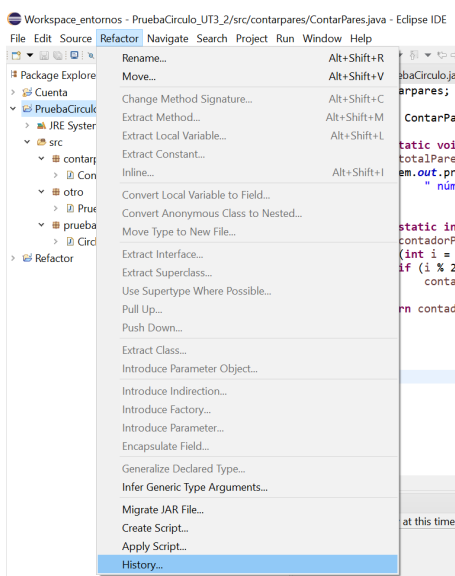 Workspace_entornos - PruebaCirculo_UT3_2/src/contarpares/ContarPares.java - Eclipse IDE
File Edit Source Refactor Navigate Search Project Run Window Help
Package Explore
Cuenta
PruebaCirculo
JRE System
src
contarp
Con
otro
Prue
prueba
Circ
Refactor
Rename... Alt+Shift+R
Move... Alt+Shift+V
Change Method Signature... Alt+Shift+C
Extract Method... Alt+Shift+M
Extract Local Variable... Alt+Shift+L
Extract Constant...
Inline... Alt+Shift+I
Convert Local Variable to Field...
Convert Anonymous Class to Nested...
Move Type to New File...
Extract Interface...
Extract Superclass...
Use Supertype Where Possible...
Pull Up...
Push Down...
Extract Class...
Introduce Parameter Object...
Introduce Indirection...
Introduce Factory...
Introduce Parameter...
Encapsulate Field...
Generalize Declared Type...
Infer Generic Type Arguments...
Migrate JAR File...
Create Script...
Apply Script...
History...
ebaCirculo.ja
arpares;
ContarPa
tatic voi
totalPare
em.out.pr
" núm
static in
contadorP
(int i =
if (i % 2
conta
rn contad
at this time